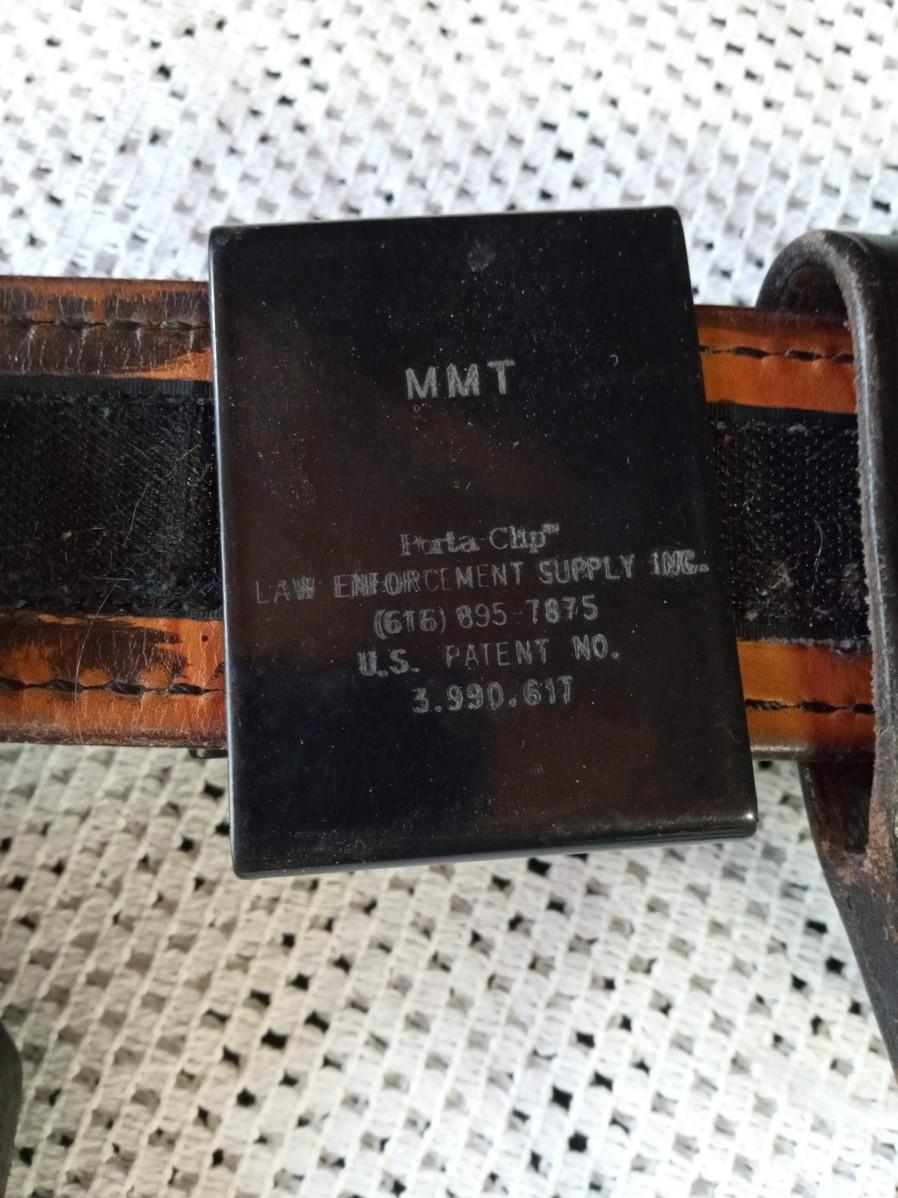 MMT
Porta-Clip™
LAW ENFORCEMENT SUPPLY INC.
(616) 895-7875
U.S. PATENT NO.
3.990.617